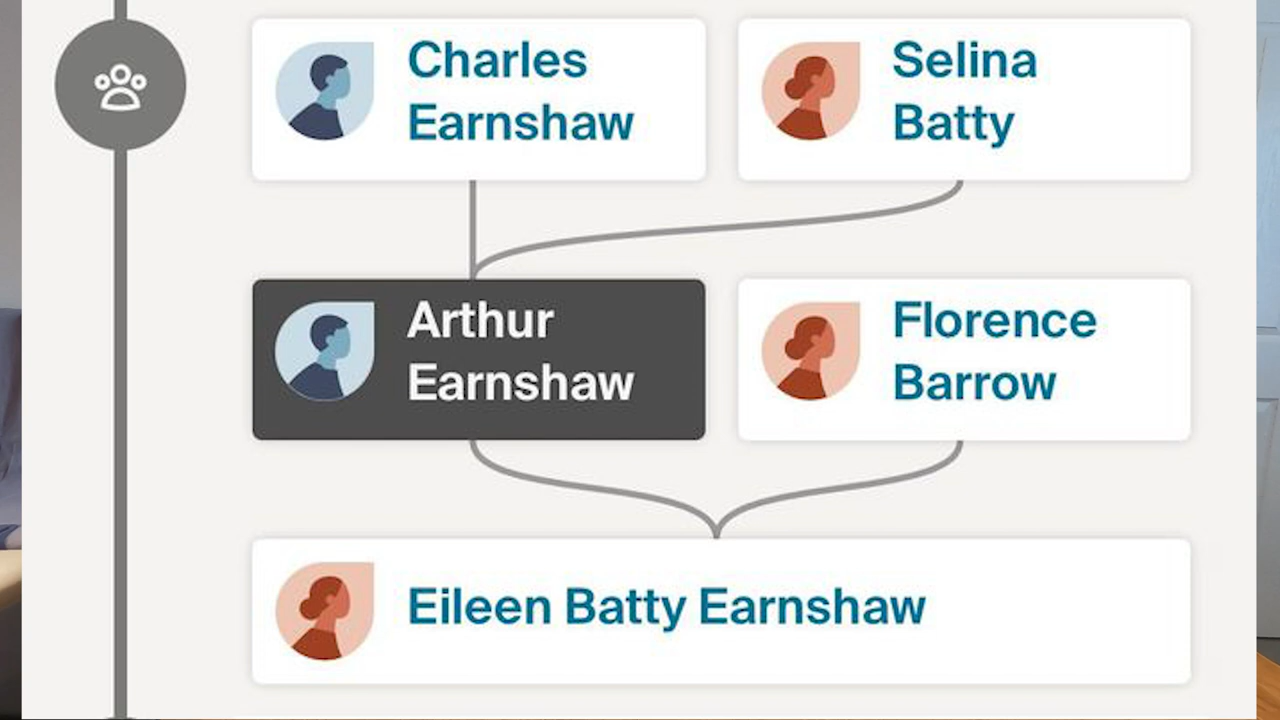 Charles
Earnshaw
Selina
Batty
Arthur
Earnshaw
Florence
Barrow
Eileen Batty Earnshaw